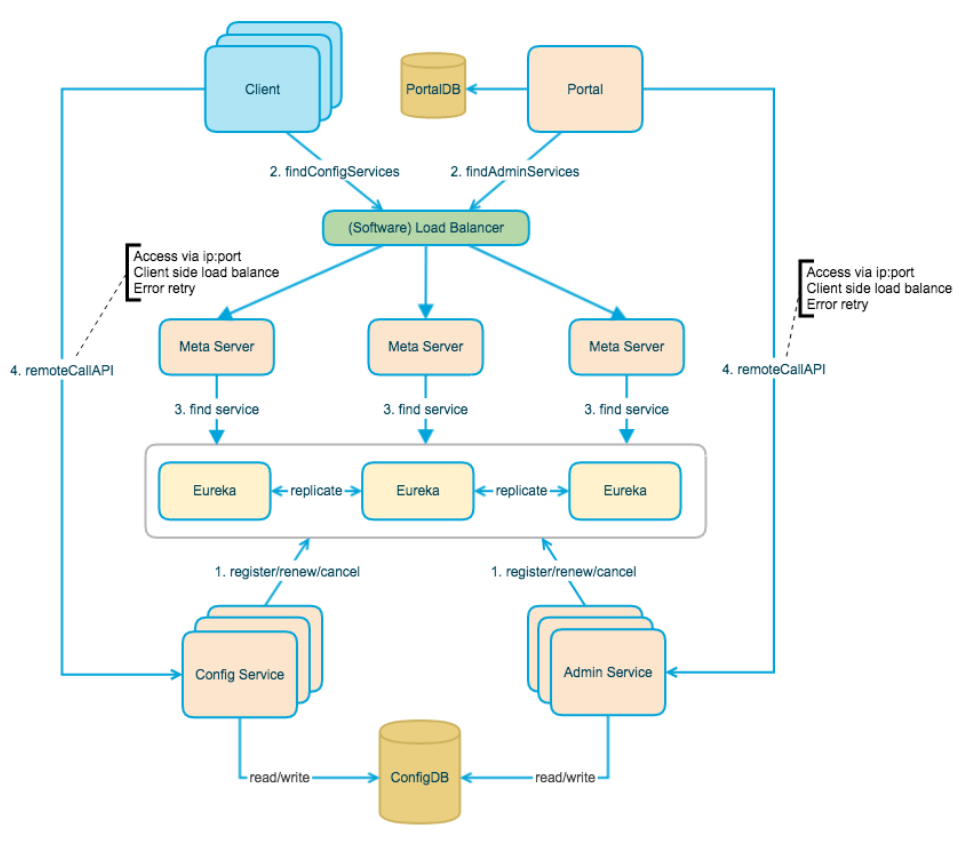 Client
PortalDB
Portal
2. findConfigServices
2. findAdminServices
(Software) Load Balancer
Access via ip:port
Client side load balance
Error retry
Access via ip:port
Client side load balance
Error retry
Meta Server
Meta Server
Meta Server
4. remoteCallAPI
4. remoteCallAPI
3. find service
3. find service
3. find service
Eureka
replicate
Eureka
replicate
Eureka
1. register/renew/cancel
1. register/renew/cancel
Config Service
Admin Service
read/write
ConfigDB
read/write